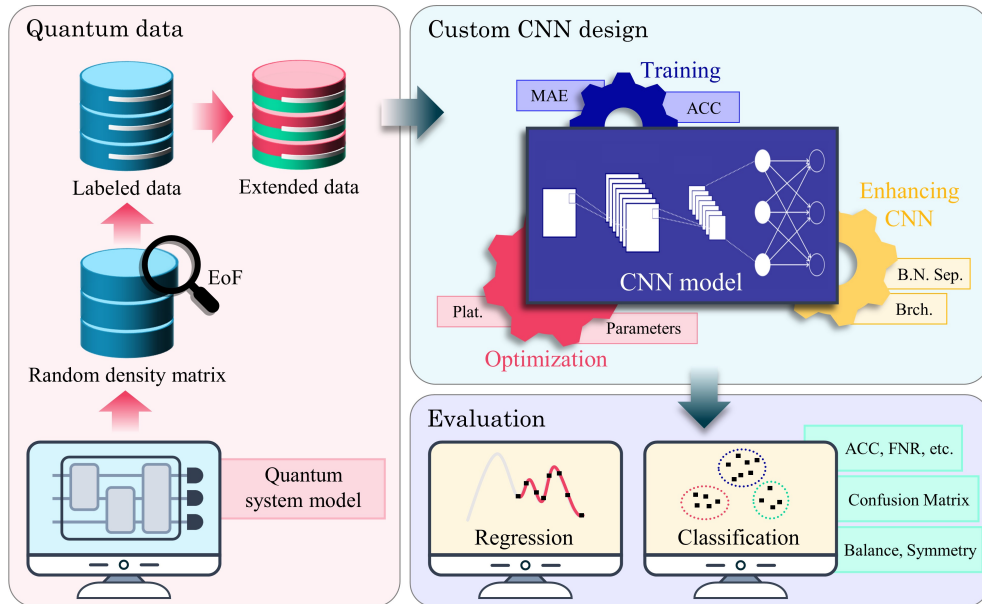 Quantum data
Labeled data
Extended data
EoF
Random density matrix
Quantum
system model
Custom CNN design
Training
MAE
ACC
Enhancing
CNN
CNN model
B.N. Sep.
Brch.
Plat.
Parameters
Optimization
Evaluation
Regression
Classification
ACC, FNR, etc.
Confusion Matrix
Balance, Symmetry